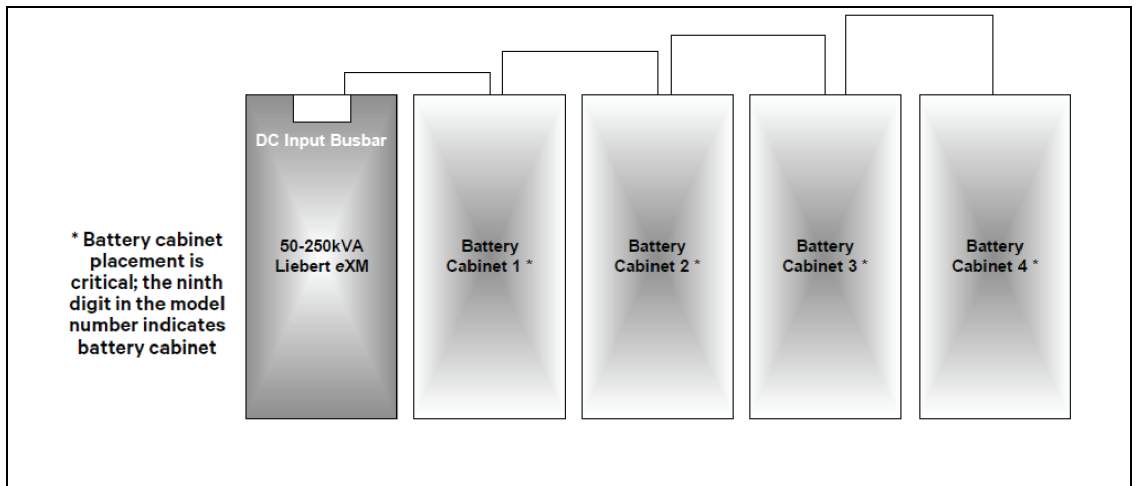 DC Input Busbar
* Battery cabinet
placement is
critical; the ninth
digit in the model
number indicates
battery cabinet
50-250kVA
Liebert eXM
Battery
Cabinet 1 *
Battery
Cabinet 2 *
Battery
Cabinet 3 *
Battery
Cabinet 4 *